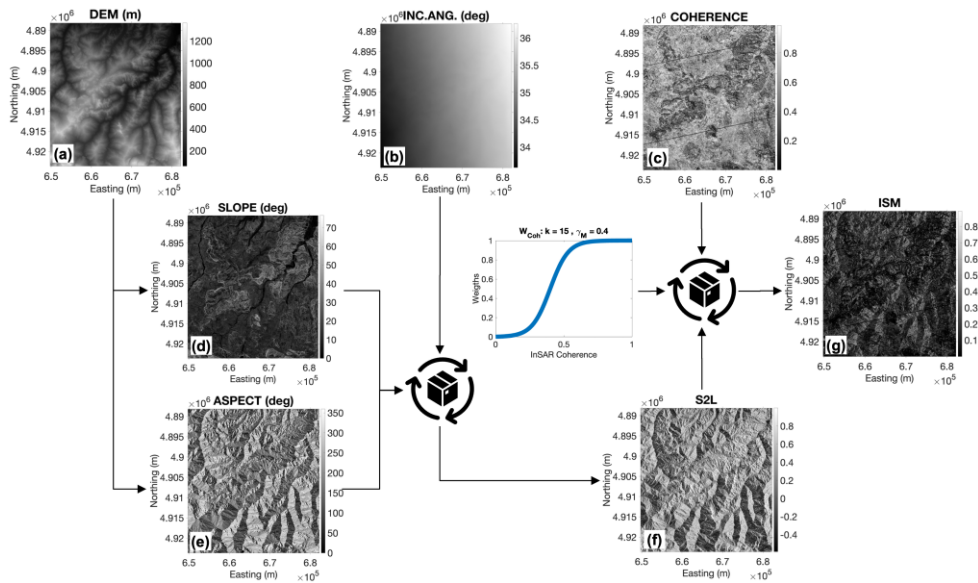 DEM (m)
×10⁶
4.895
4.9
4.905
4.91
4.915
4.92
Northing (m)
1200
1000
800
600
400
200
(a)
6.5 6.6 6.7 6.8
Easting (m)
×10⁵
INC.ANG. (deg)
×10⁶
4.895
4.9
4.905
4.91
4.915
4.92
Northing (m)
36
35.5
35
34.5
34
(b)
6.5 6.6 6.7 6.8
Easting (m)
×10⁵
COHERENCE
×10⁶
4.895
4.9
4.905
4.91
4.915
4.92
Northing (m)
0.8
0.6
0.4
0.2
(c)
6.5 6.6 6.7 6.8
Easting (m)
×10⁵
SLOPE (deg)
×10⁶
4.895
4.9
4.905
4.91
4.915
4.92
Northing (m)
70
60
50
40
30
20
10
0
(d)
6.5 6.6 6.7 6.8
Easting (m)
×10⁵
W_Coh: k = 15 , γ_M = 0.4
1
0.8
0.6
0.4
0.2
0
Weigths
0 0.5 1
InSAR Coherence
ISM
×10⁶
4.895
4.9
4.905
4.91
4.915
4.92
Northing (m)
0.8
0.7
0.6
0.5
0.4
0.3
0.2
0.1
(g)
6.5 6.6 6.7 6.8
Easting (m)
×10⁵
ASPECT (deg)
×10⁶
4.895
4.9
4.905
4.91
4.915
4.92
Northing (m)
350
300
250
200
150
100
50
0
(e)
6.5 6.6 6.7 6.8
Easting (m)
×10⁵
S2L
×10⁶
4.895
4.9
4.905
4.91
4.915
4.92
Northing (m)
0.8
0.6
0.4
0.2
0
-0.2
-0.4
(f)
6.5 6.6 6.7 6.8
Easting (m)
×10⁵